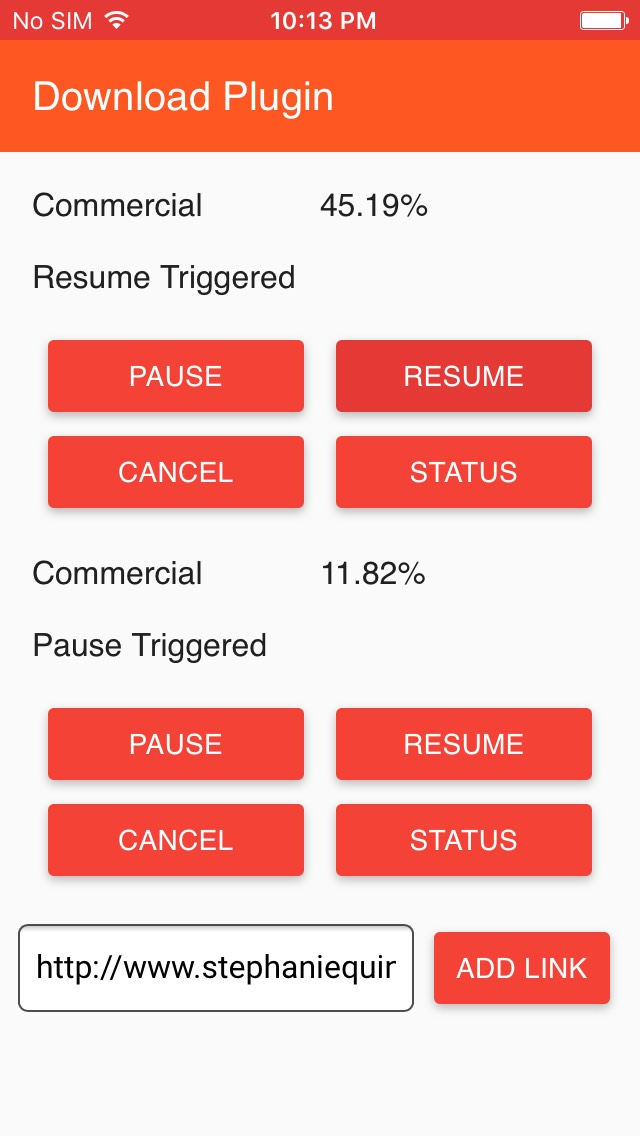 No SIM 10:13 PM
Download Plugin
Commercial 45.19%
Resume Triggered
PAUSE RESUME
CANCEL STATUS
Commercial 11.82%
Pause Triggered
PAUSE RESUME
CANCEL STATUS
http://www.stephaniequir ADD LINK